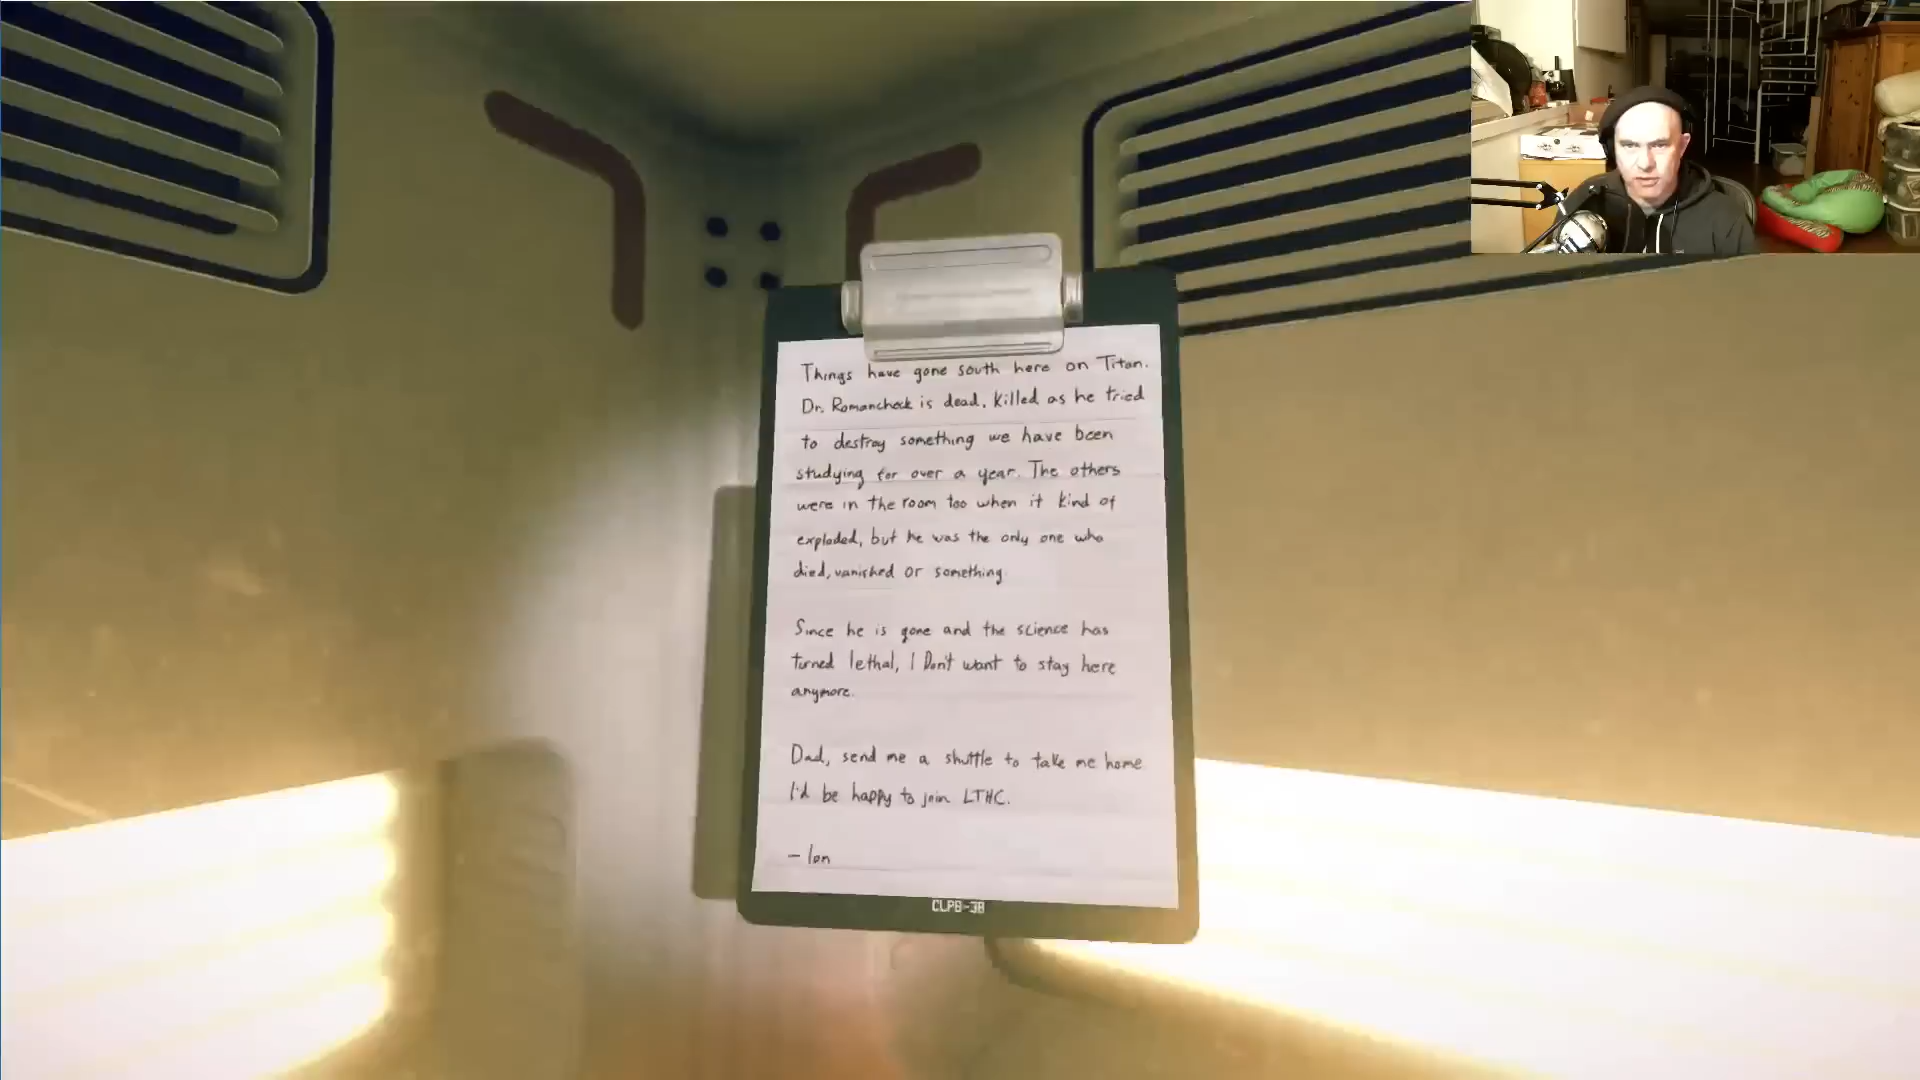 Things have gone south here on Titan.
Dr. Romancheck is dead, killed as he tried
to destroy something we have been
studying for over a year. The others
were in the room too when it kind of
exploded, but he was the only one who
died, vanished or something.
Since he is gone and the science has
turned lethal, I Don't want to stay here
anymore.
Dad, send me a shuttle to take me home
I'd be happy to join LTHC.
- Ian
CLPB-3B